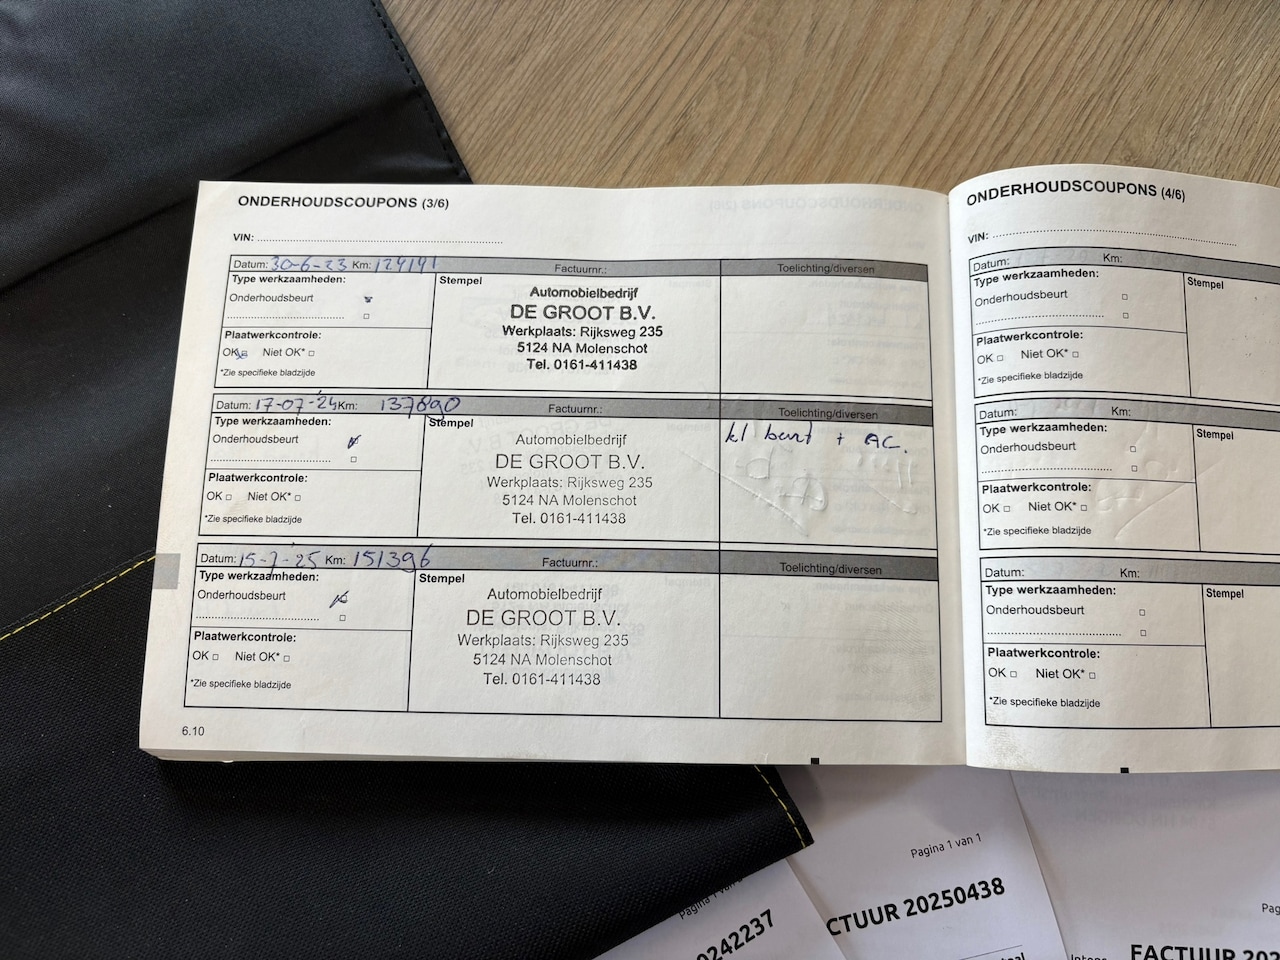 ONDERHOUDSCOUPONS (3/6)
VIN:
Datum: 30-6-23 Km: 124141 Factuurnr.: Toelichting/diversen
Type werkzaamheden: Stempel
Onderhoudsbeurt
Plaatwerkcontrole:
OK Niet OK*
*Zie specifieke bladzijde
Automobielbedrijf
DE GROOT B.V.
Werkplaats: Rijksweg 235
5124 NA Molenschot
Tel. 0161-411438
Datum: 17-07-'24 Km: 137890 Factuurnr.: Toelichting/diversen
Type werkzaamheden: Stempel
Onderhoudsbeurt
Plaatwerkcontrole:
OK Niet OK*
*Zie specifieke bladzijde
Automobielbedrijf
DE GROOT B.V.
Werkplaats: Rijksweg 235
5124 NA Molenschot
Tel. 0161-411438
kl beurt + AC.
Datum: 15-7-'25 Km: 151396 Factuurnr.: Toelichting/diversen
Type werkzaamheden: Stempel
Onderhoudsbeurt
Plaatwerkcontrole:
OK Niet OK*
*Zie specifieke bladzijde
Automobielbedrijf
DE GROOT B.V.
Werkplaats: Rijksweg 235
5124 NA Molenschot
Tel. 0161-411438
6.10
ONDERHOUDSCOUPONS (4/6)
VIN:
Datum: Km:
Type werkzaamheden: Stempel
Onderhoudsbeurt
Plaatwerkcontrole:
OK Niet OK*
*Zie specifieke bladzijde
Datum: Km:
Type werkzaamheden: Stempel
Onderhoudsbeurt
Plaatwerkcontrole:
OK Niet OK*
*Zie specifieke bladzijde
Datum: Km:
Type werkzaamheden: Stempel
Onderhoudsbeurt
Plaatwerkcontrole:
OK Niet OK*
*Zie specifieke bladzijde
Pagina 1 van
0242237
Pagina 1 van 1
CTUUR 20250438
Pag
FACTUUR 202